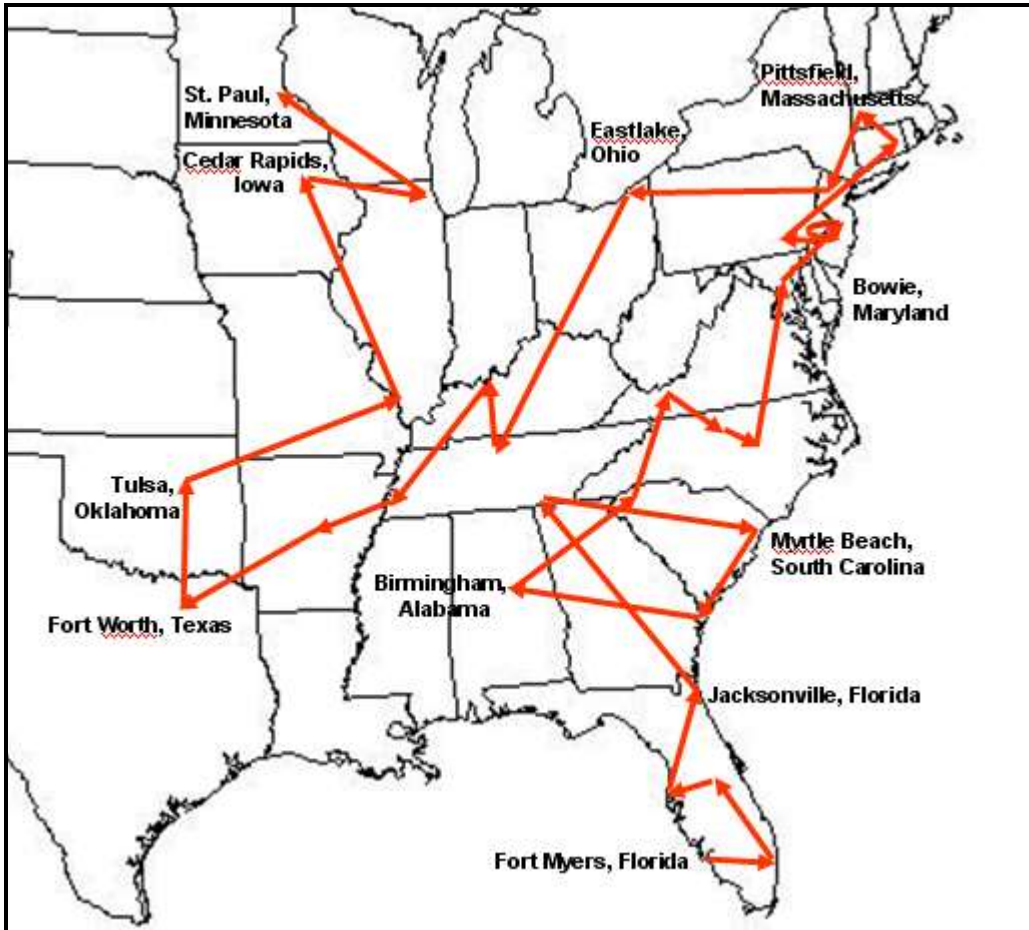 Pittsfield,
Massachusetts
St. Paul,
Minnesota
Eastlake,
Ohio
Cedar Rapids,
Iowa
Bowie,
Maryland
Tulsa,
Oklahoma
Myrtle Beach,
South Carolina
Birmingham,
Alabama
Fort Worth, Texas
Jacksonville, Florida
Fort Myers, Florida